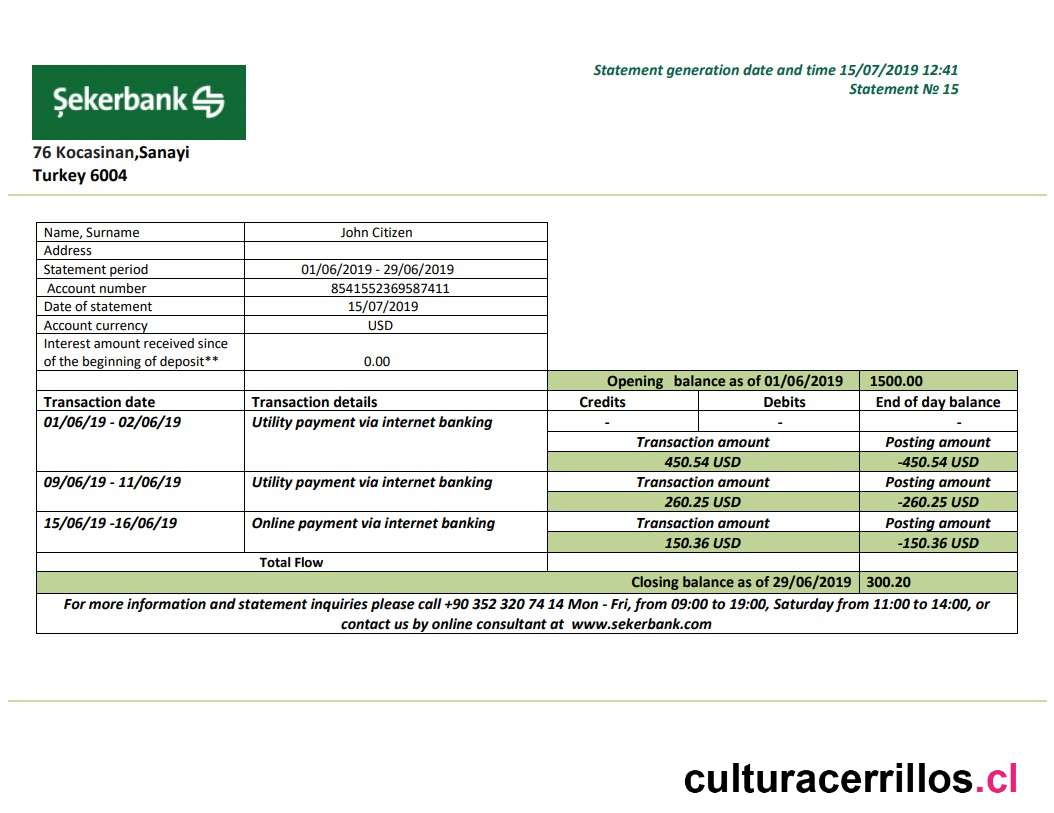 Statement generation date and time 15/07/2019 12:41
Statement № 15
Şekerbank
76 Kocasinan,Sanayi
Turkey 6004
Name, Surname John Citizen
Address
Statement period 01/06/2019 - 29/06/2019
Account number 8541552369587411
Date of statement 15/07/2019
Account currency USD
Interest amount received since
of the beginning of deposit** 0.00
Opening balance as of 01/06/2019 1500.00
Transaction date Transaction details Credits Debits End of day balance
01/06/19 - 02/06/19 Utility payment via internet banking - - -
Transaction amount Posting amount
450.54 USD -450.54 USD
09/06/19 - 11/06/19 Utility payment via internet banking Transaction amount Posting amount
260.25 USD -260.25 USD
15/06/19 -16/06/19 Online payment via internet banking Transaction amount Posting amount
150.36 USD -150.36 USD
Total Flow
Closing balance as of 29/06/2019 300.20
For more information and statement inquiries please call +90 352 320 74 14 Mon - Fri, from 09:00 to 19:00, Saturday from 11:00 to 14:00, or
contact us by online consultant at www.sekerbank.com
culturacerrillos.cl